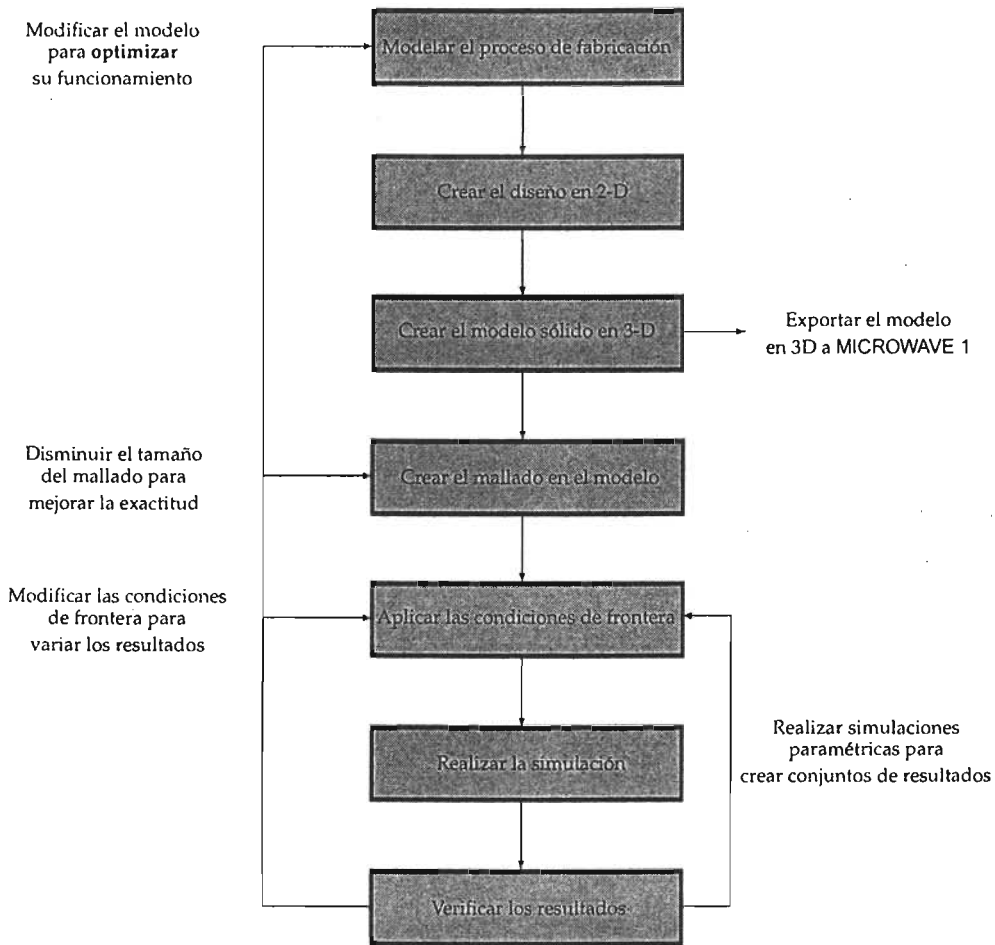 Modificar el modelo
para optimizar
su funcionamiento
Modelar el proceso de fabricación
Crear el diseño en 2-D
Crear el modelo sólido en 3-D
Exportar el modelo
en 3D a MICROWAVE 1
Disminuir el tamaño
del mallado para
mejorar la exactitud
Crear el mallado en el modelo
Modificar las condiciones
de frontera para
variar los resultados
Aplicar las condiciones de frontera
Realizar la simulación
Realizar simulaciones
paramétricas para
crear conjuntos de resultados
Verificar los resultados